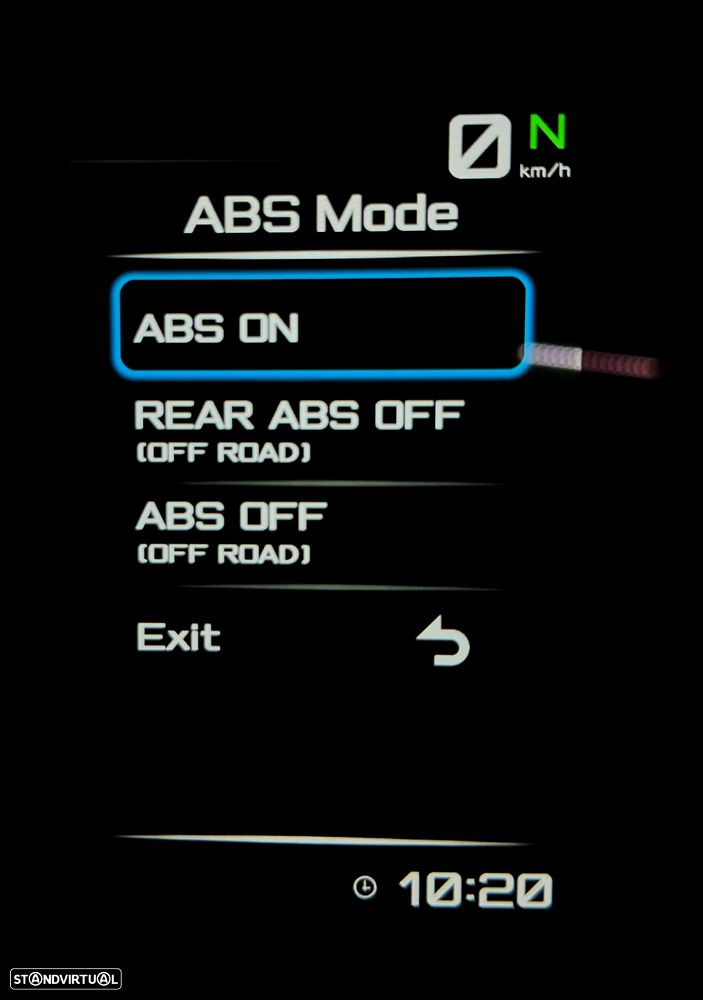 0 N
km/h
ABS Mode
ABS ON
REAR ABS OFF
(OFF ROAD)
ABS OFF
(OFF ROAD)
Exit
10:20
STANDVIRTUAL